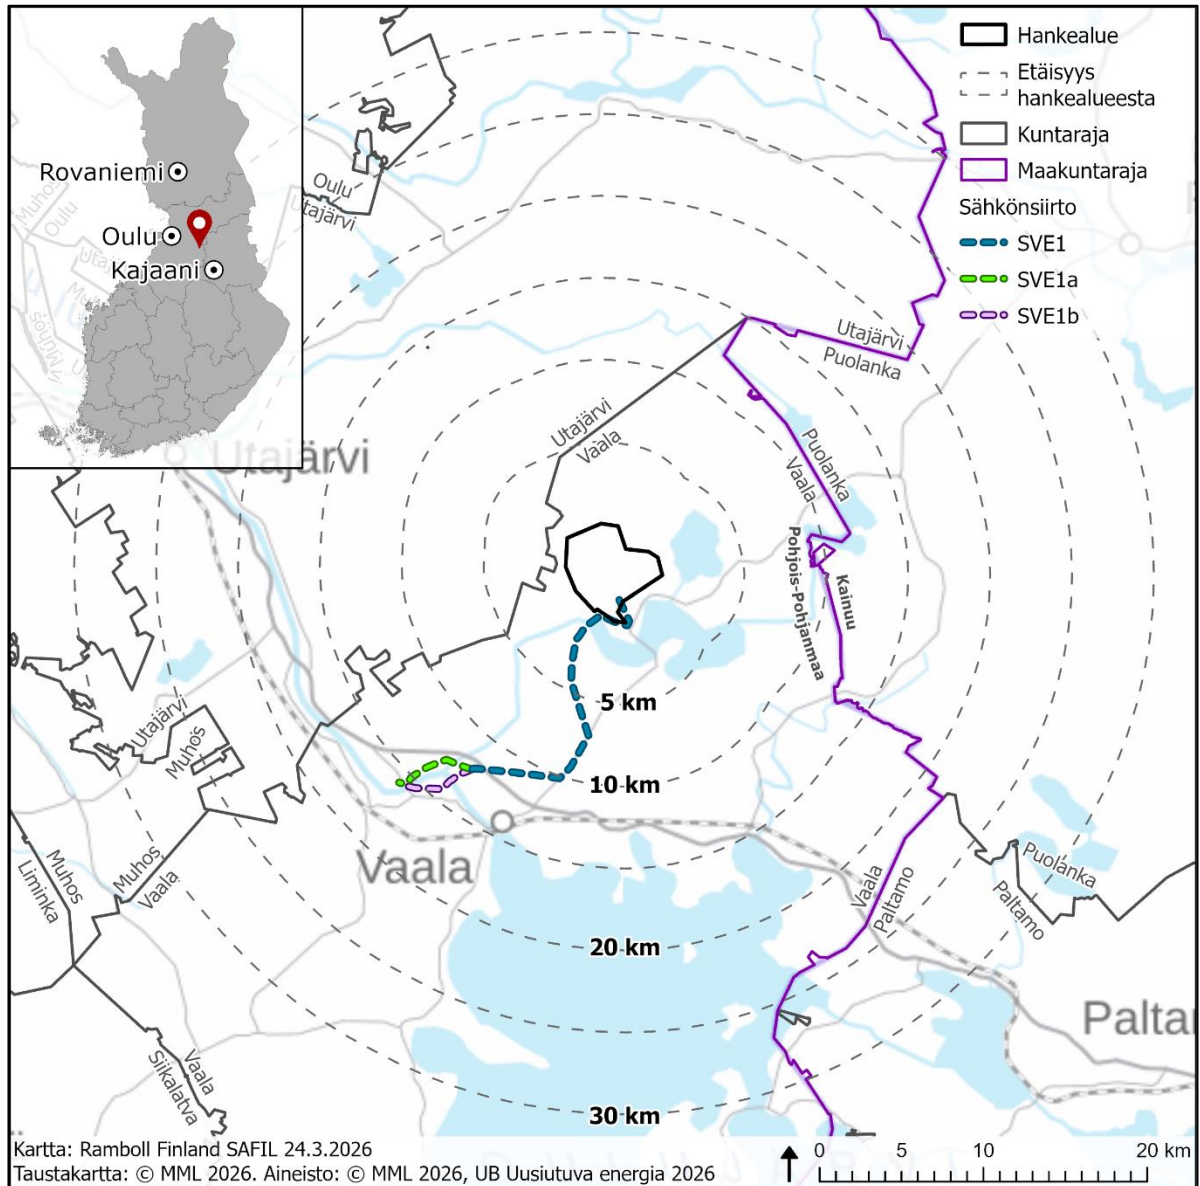 Rovaniemi
Oulu
Kajaani
Muhos
Oulu
Oulu
Utajärvi
Utajärvi
Hankealue
Etäisyys
hankealueesta
Kuntaraja
Maakuntaraja
Sähkönsiirto
SVE1
SVE1a
SVE1b
Utajärvi
Puolanka
Utajärvi
Vaala
Puolanka
Vaala
Pohjois-Pohjanmaa
Kainuu
Utajärvi
Muhos
5 km
10 km
Vaala
Muhos
Liminka
Muhos
Vaala
Puolanka
Paltamo
Vaala
Paltamo
20 km
Vaala
Siikalatva
30 km
Kartta: Ramboll Finland SAFIL 24.3.2026
Taustakartta: © MML 2026. Aineisto: © MML 2026, UB Uusiutuva energia 2026
0 5 10 20 km